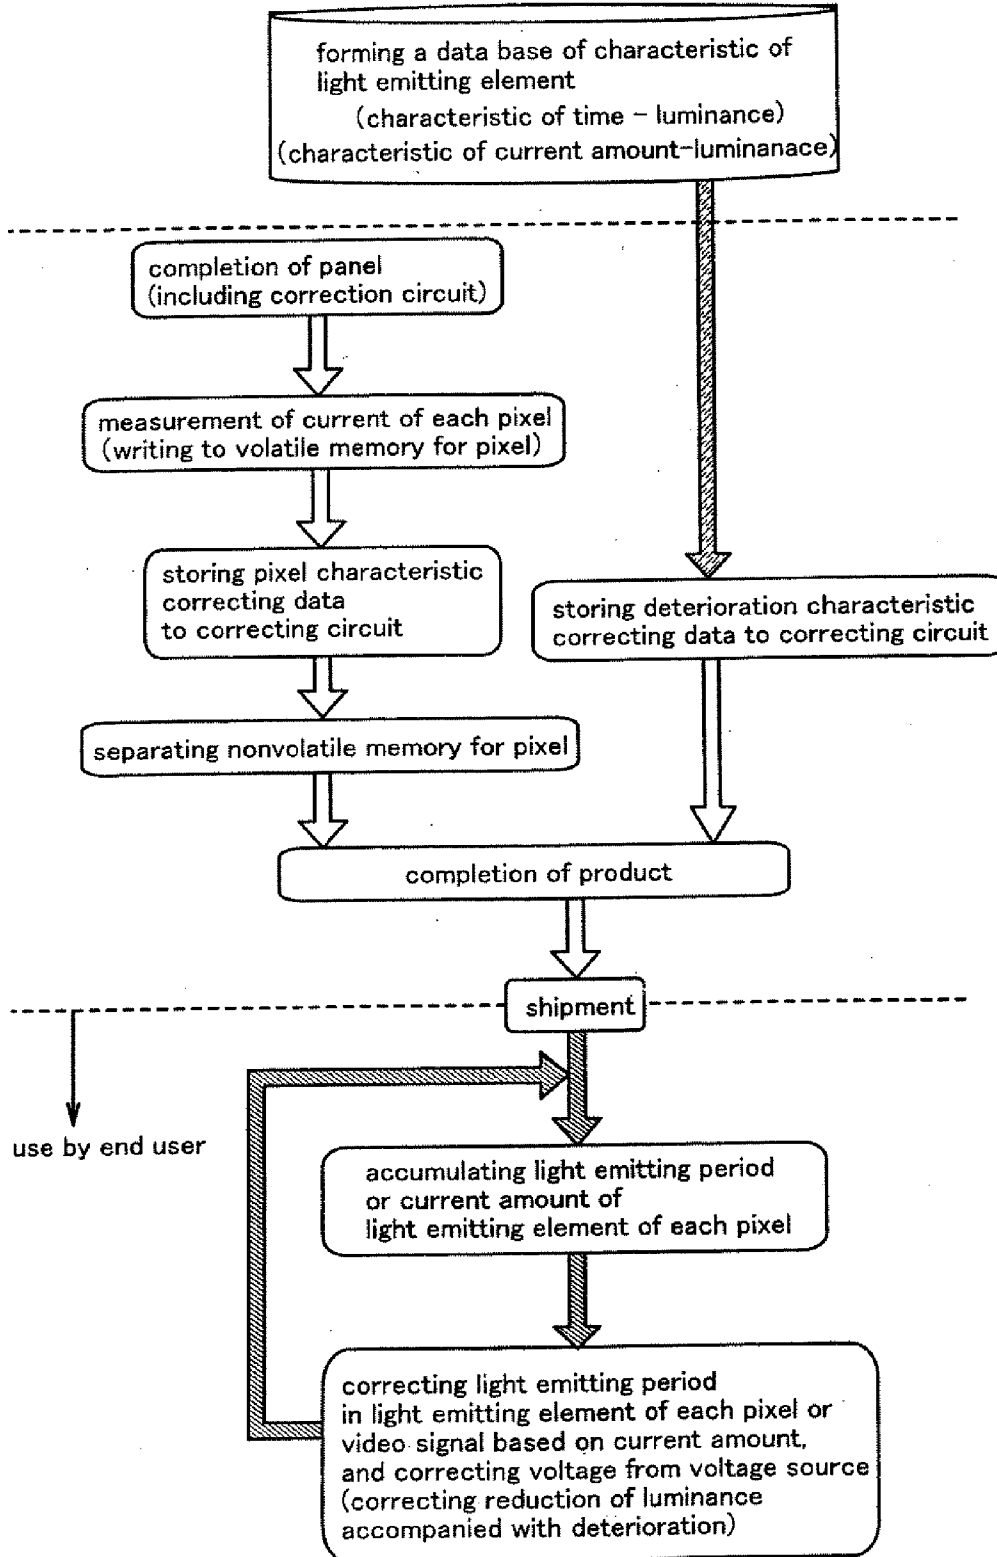 forming a data base of characteristic of
light emitting element
(characteristic of time - luminance)
(characteristic of current amount-luminanace)
completion of panel
(including correction circuit)
measurement of current of each pixel
(writing to volatile memory for pixel)
storing pixel characteristic
correcting data
to correcting circuit
storing deterioration characteristic
correcting data to correcting circuit
separating nonvolatile memory for pixel
completion of product
shipment
use by end user
accumulating light emitting period
or current amount of
light emitting element of each pixel
correcting light emitting period
in light emitting element of each pixel or
video signal based on current amount,
and correcting voltage from voltage source
(correcting reduction of luminance
accompanied with deterioration)